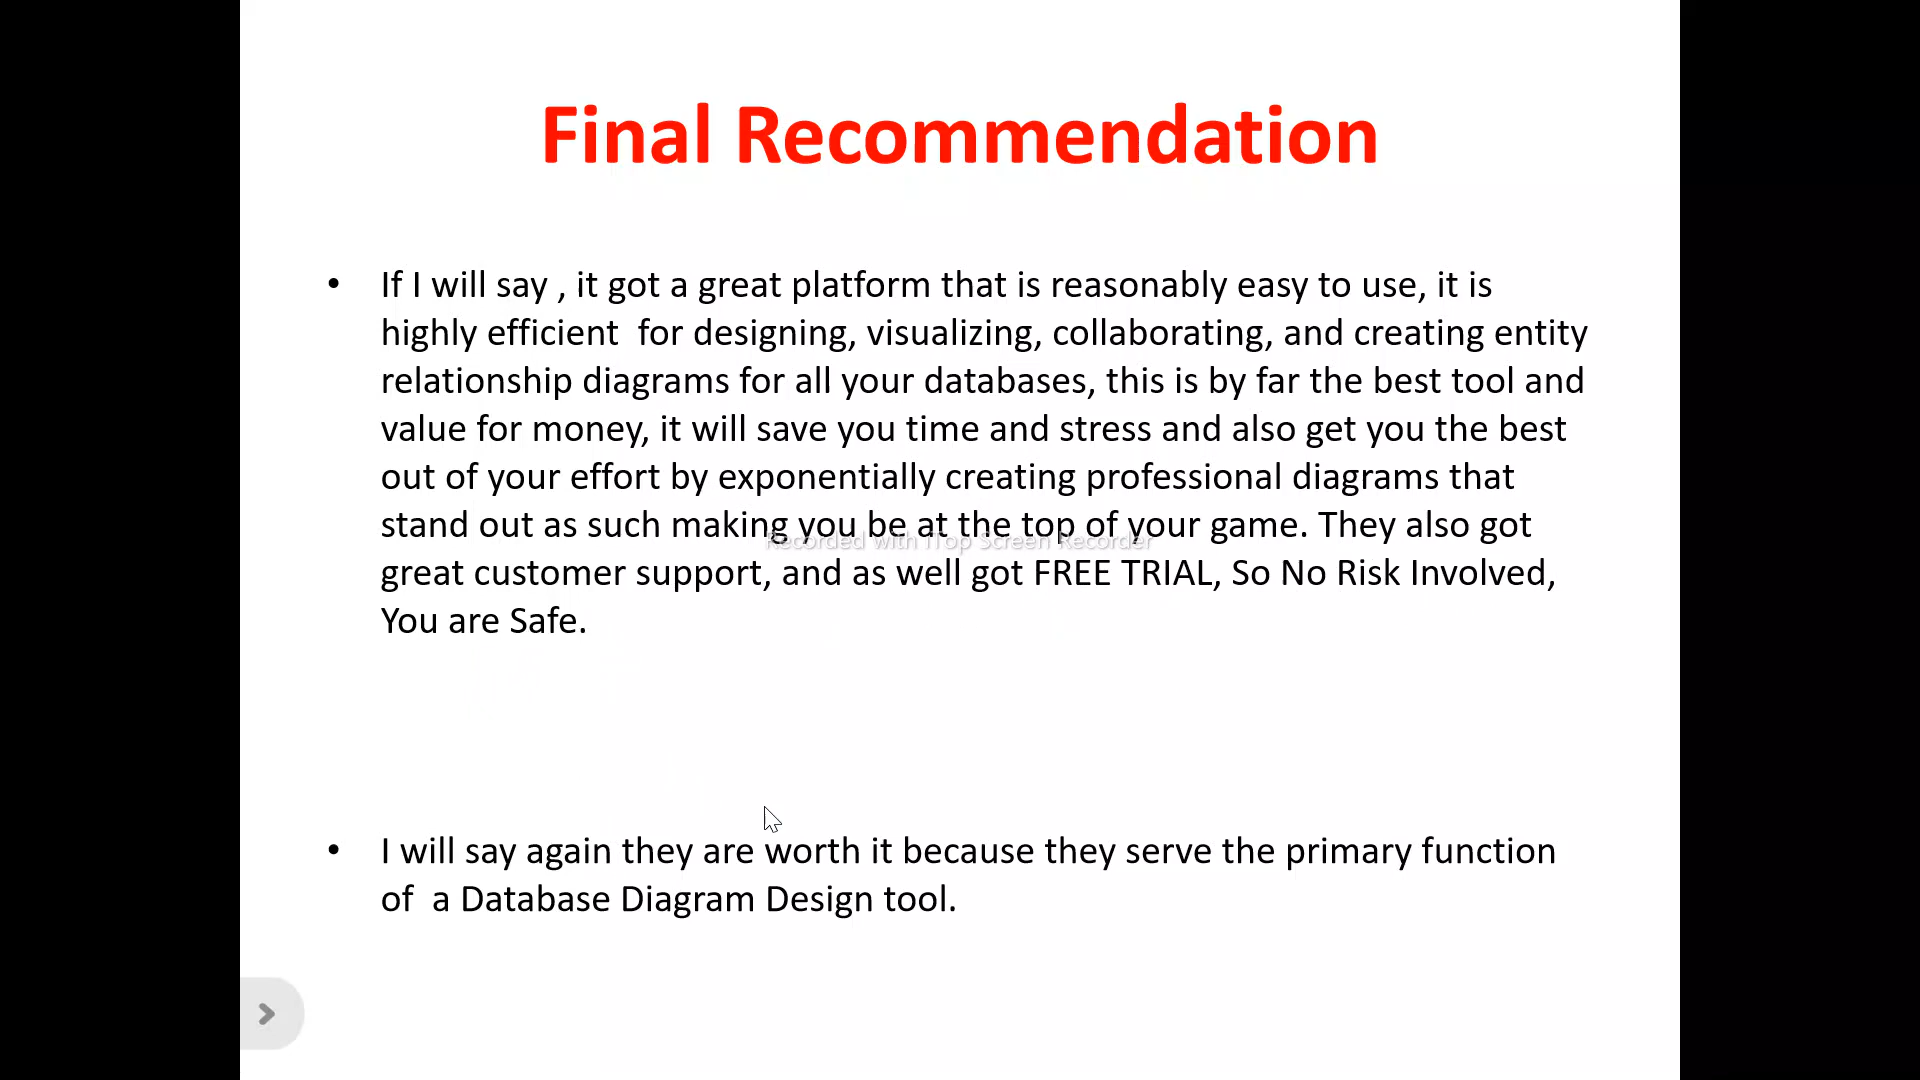 Final Recommendation
• If I will say , it got a great platform that is reasonably easy to use, it is
highly efficient  for designing, visualizing, collaborating, and creating entity
relationship diagrams for all your databases, this is by far the best tool and
value for money, it will save you time and stress and also get you the best
out of your effort by exponentially creating professional diagrams that
stand out as such making you be at the top of your game. They also got
Recorded with iTop Screen Recorder
great customer support, and as well got FREE TRIAL, So No Risk Involved,
You are Safe.
• I will say again they are worth it because they serve the primary function
of  a Database Diagram Design tool.